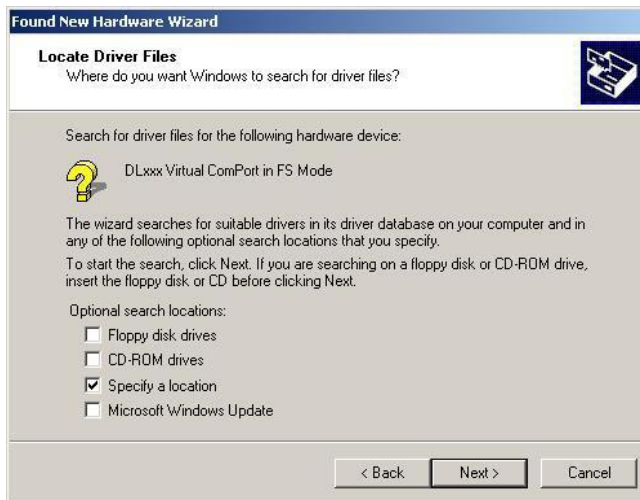 Found New Hardware Wizard
Locate Driver Files
Where do you want Windows to search for driver files?
Search for driver files for the following hardware device:
DLxxx Virtual ComPort in FS Mode
The wizard searches for suitable drivers in its driver database on your computer and in
any of the following optional search locations that you specify.
To start the search, click Next. If you are searching on a floppy disk or CD-ROM drive,
insert the floppy disk or CD before clicking Next.
Optional search locations:
Floppy disk drives
CD-ROM drives
Specify a location
Microsoft Windows Update
< Back Next > Cancel